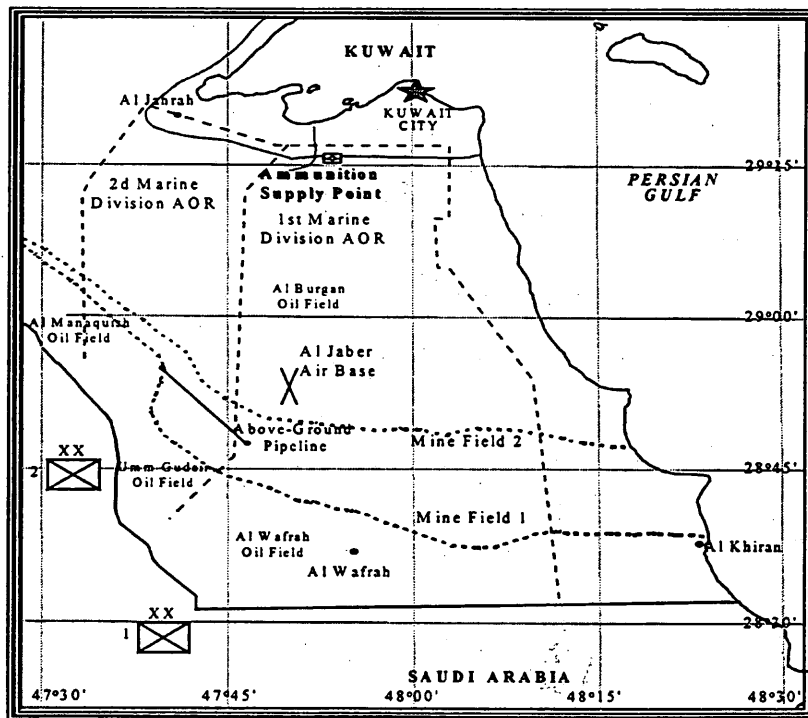 KUWAIT
Al Jahrah
KUWAIT
CITY
29°15'
Ammunition
Supply Point
2d Marine
Division AOR
PERSIAN
GULF
1st Marine
Division AOR
Al Burgan
Oil Field
29°00'
Al Manaquish
Oil Field
Al Jaber
Air Base
Above-Ground
Pipeline
Mine Field 2
XX
2
28°45'
Umm Gudair
Oil Field
Mine Field 1
Al Wafrah
Oil Field
Al Khiran
Al Wafrah
XX
1
28°30'
SAUDI ARABIA
47°30'
47°45'
48°00'
48°15'
48°30'